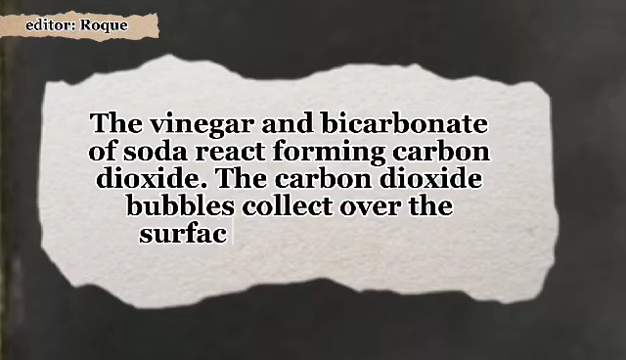 editor: Roque
The vinegar and bicarbonate
of soda react forming carbon
dioxide. The carbon dioxide
bubbles collect over the
surfac